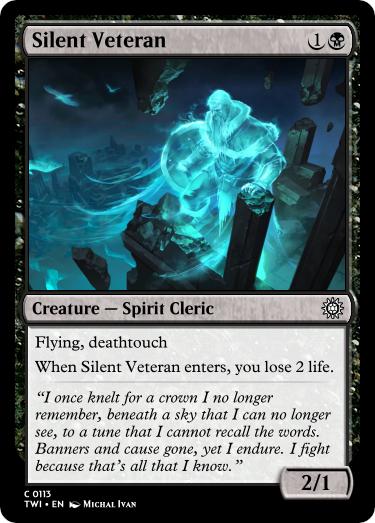 Silent Veteran 1
Creature — Spirit Cleric
Flying, deathtouch
When Silent Veteran enters, you lose 2 life.
“I once knelt for a crown I no longer
remember, beneath a sky that I can no longer
see, to a tune that I cannot recall the words.
Banners and cause gone, yet I endure. I fight
because that’s all that I know.”
2/1
C 0113
TWI • EN Michal Ivan